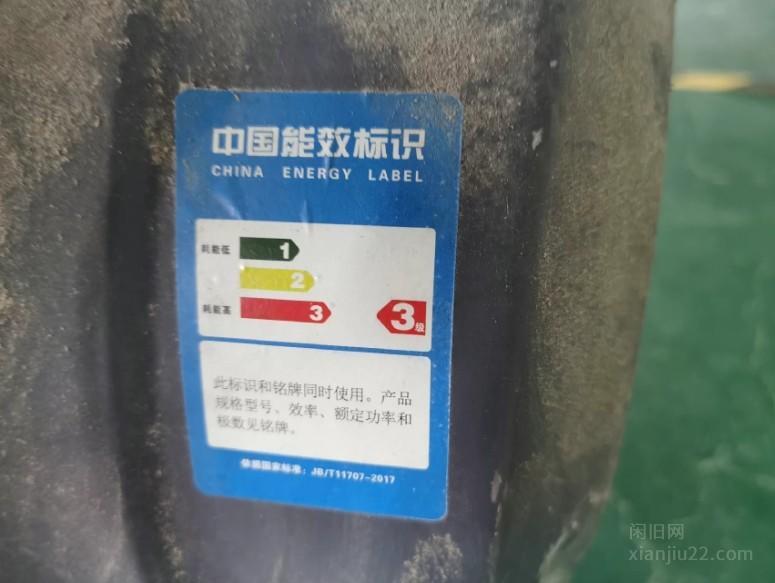 中国能效标识
CHINA ENERGY LABEL
耗能低 1
2
耗能高 3
3级
此标识和铭牌同时使用。产品
规格型号、效率、额定功率和
极数见铭牌。
依据国家标准：JB/T11707-2017
闲旧网
xianjiu22.com